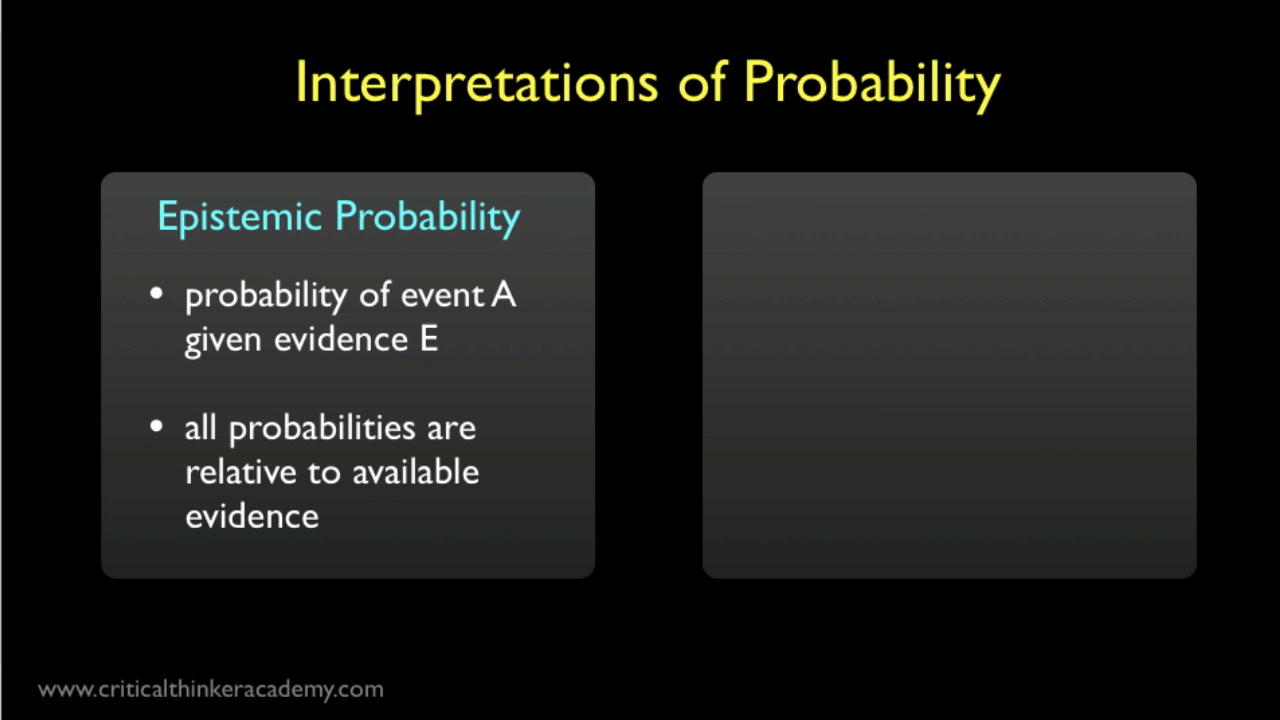 Interpretations of Probability
Epistemic Probability
• probability of event A
given evidence E
• all probabilities are
relative to available
evidence
www.criticalthinkeracademy.com